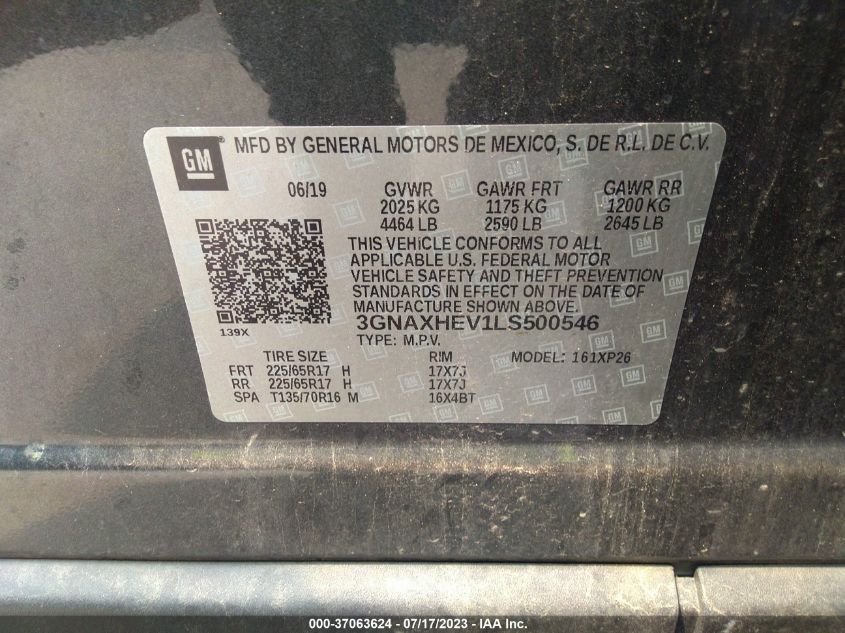 GM ® MFD BY GENERAL MOTORS DE MEXICO, S. DE R.L. DE C.V.
06/19 GVWR GAWR FRT GAWR RR
2025 KG 1175 KG 1200 KG
4464 LB 2590 LB 2645 LB
THIS VEHICLE CONFORMS TO ALL
APPLICABLE U.S. FEDERAL MOTOR
VEHICLE SAFETY AND THEFT PREVENTION
STANDARDS IN EFFECT ON THE DATE OF
MANUFACTURE SHOWN ABOVE.
139X 3GNAXHEV1LS500546
TYPE: M.P.V.
TIRE SIZE RIM MODEL: 161XP26
FRT 225/65R17 H 17X7J
RR 225/65R17 H 17X7J
SPA T135/70R16 M 16X4BT
000-37063624 - 07/17/2023 - IAA Inc.